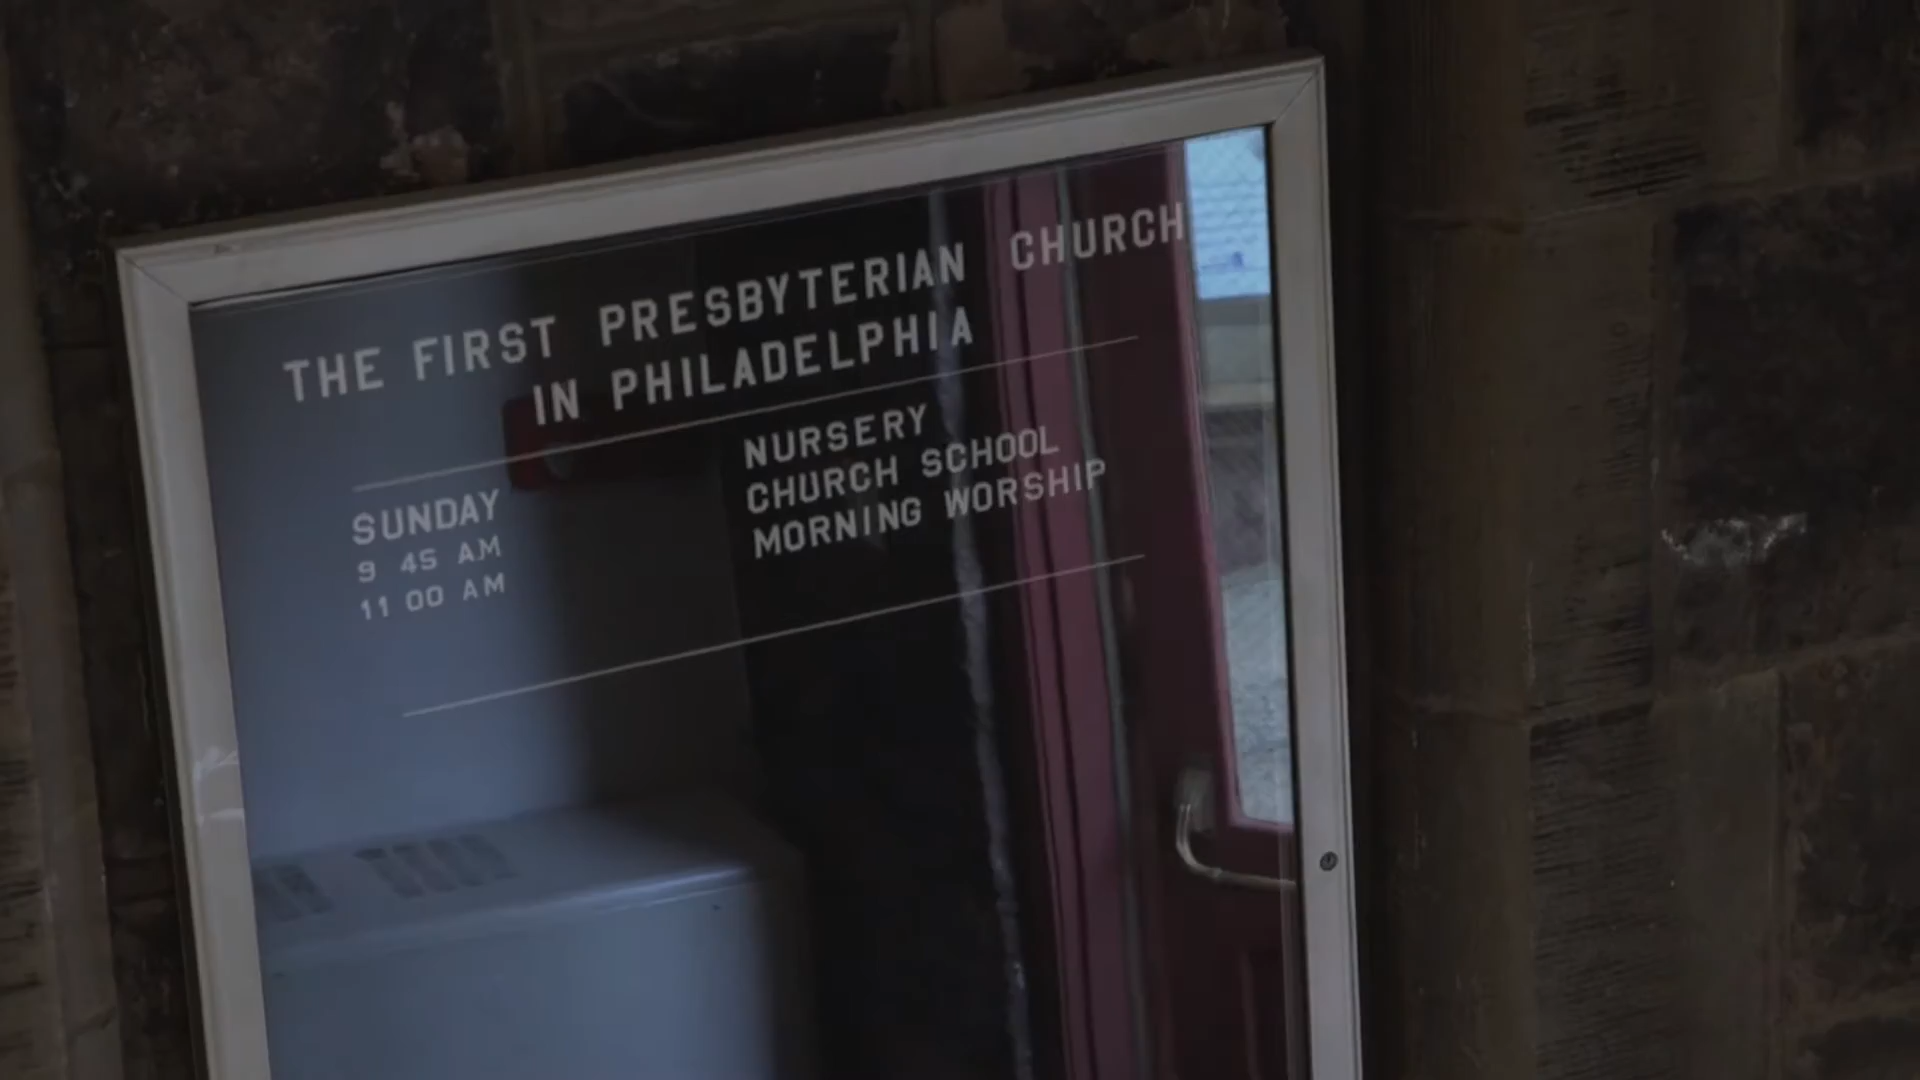 THE FIRST PRESBYTERIAN CHURCH
IN PHILADELPHIA
SUNDAY
9 45 AM
11 00 AM
NURSERY
CHURCH SCHOOL
MORNING WORSHIP